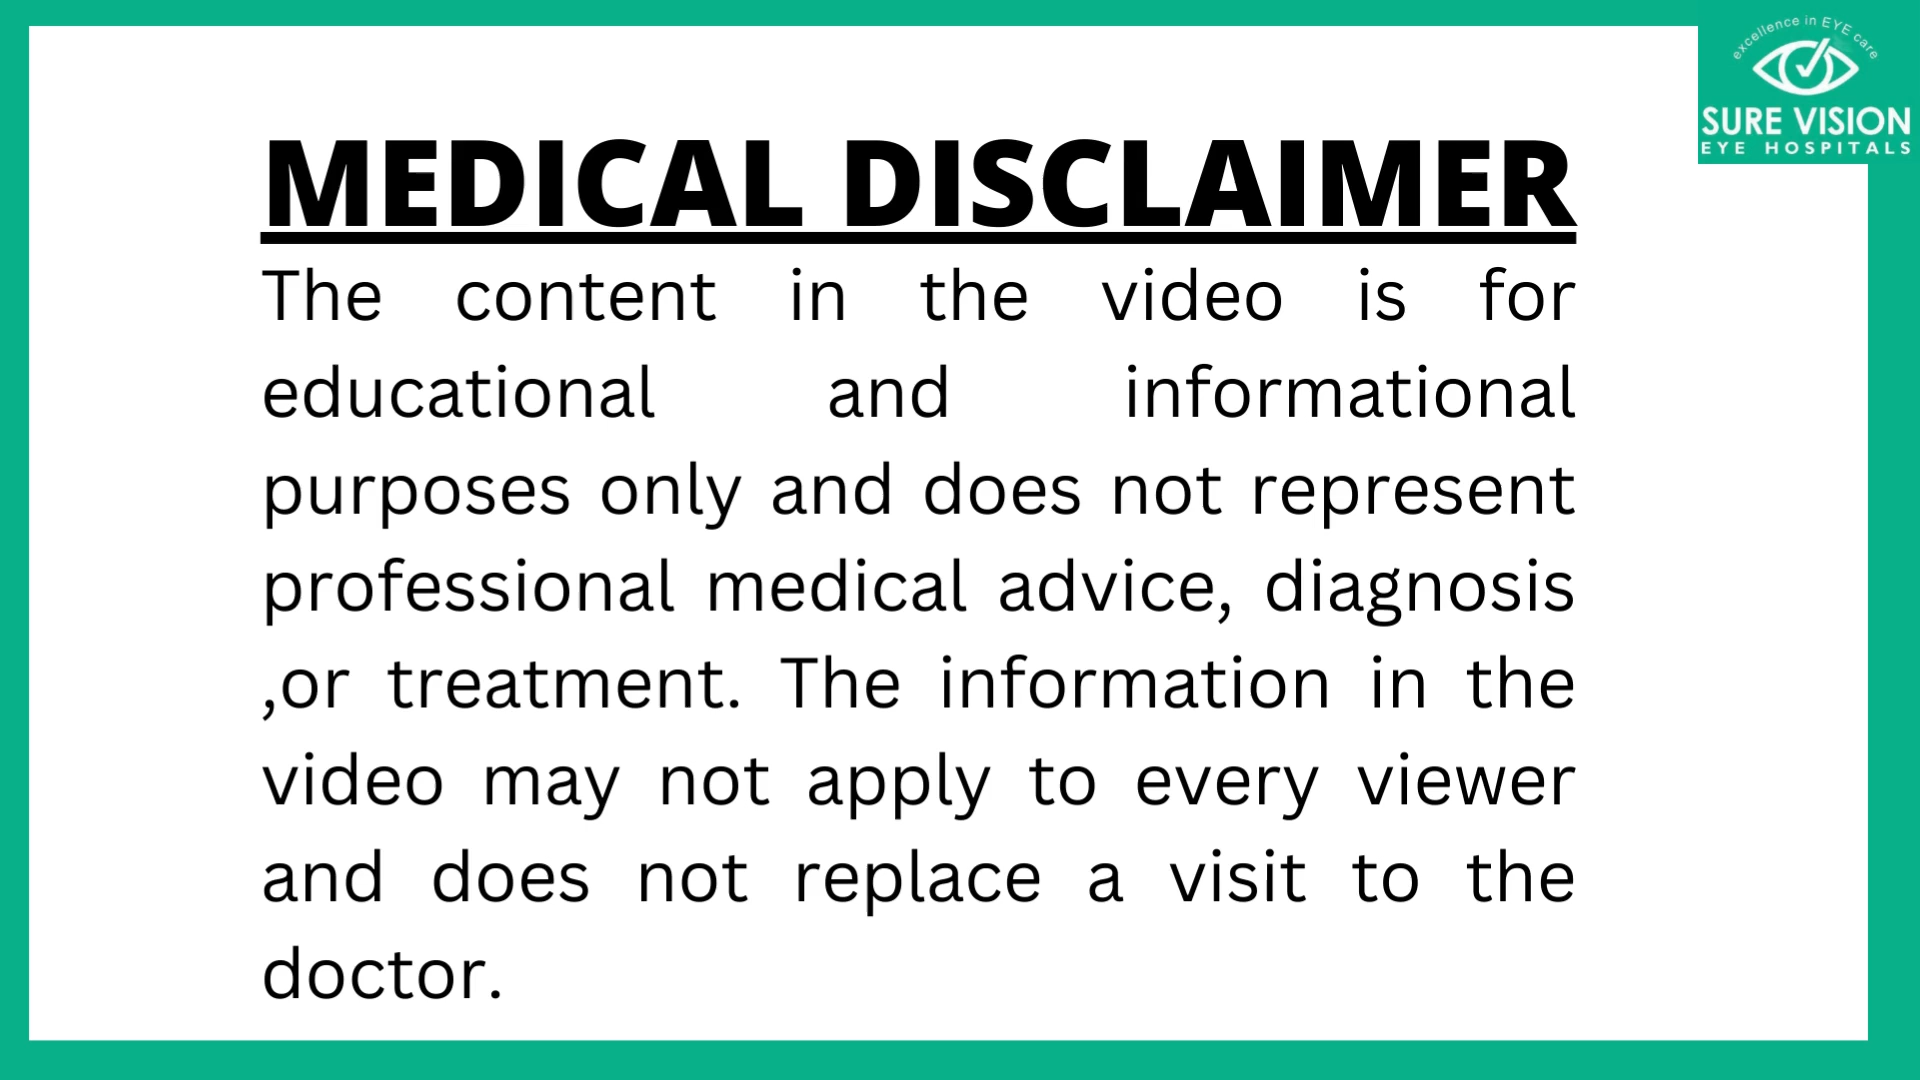 excellence in EYE care
SURE VISION
EYE HOSPITALS
MEDICAL DISCLAIMER
The content in the video is for
educational and informational
purposes only and does not represent
professional medical advice, diagnosis
,or treatment. The information in the
video may not apply to every viewer
and does not replace a visit to the
doctor.